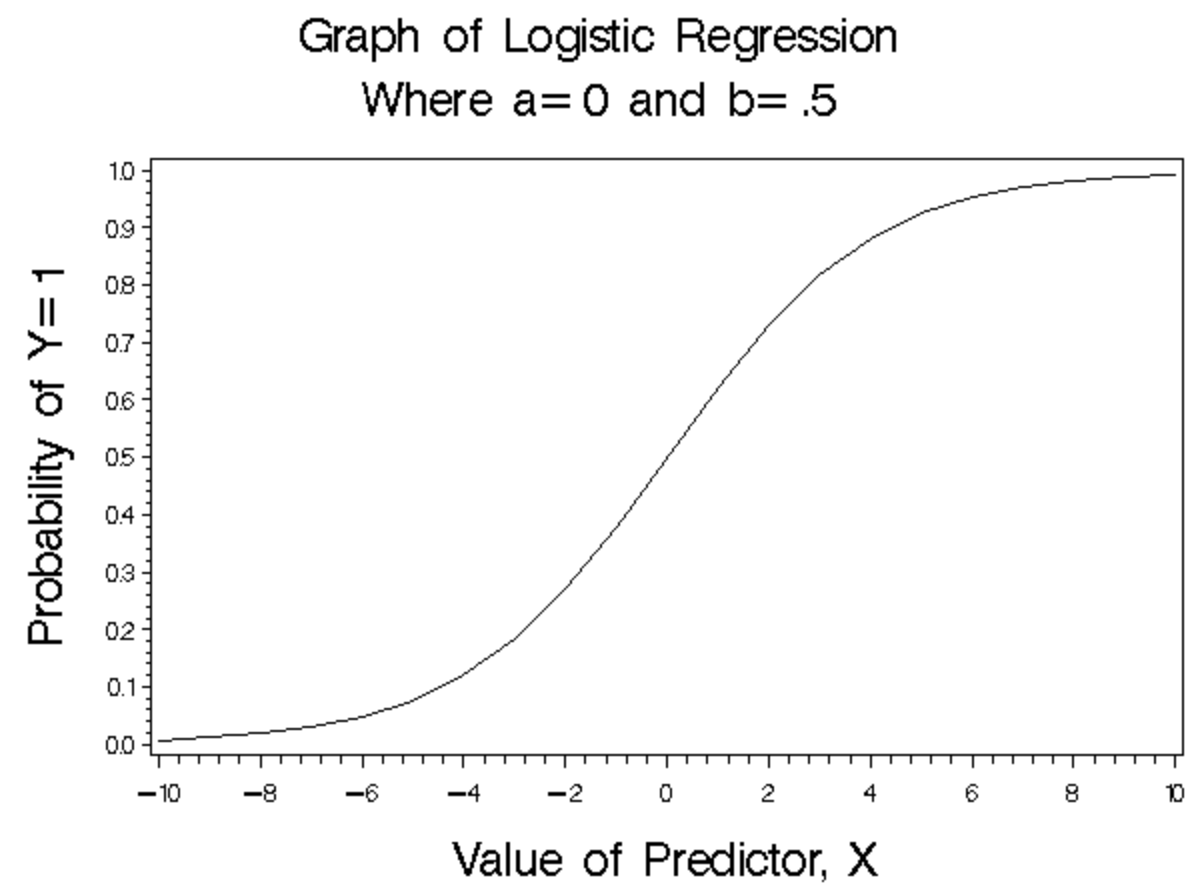 Graph of Logistic Regression
Where a=0 and b=.5
Probability of Y=1
1.0
0.9
0.8
0.7
0.6
0.5
0.4
0.3
0.2
0.1
0.0
−10 −8 −6 −4 −2 0 2 4 6 8 10
Value of Predictor, X